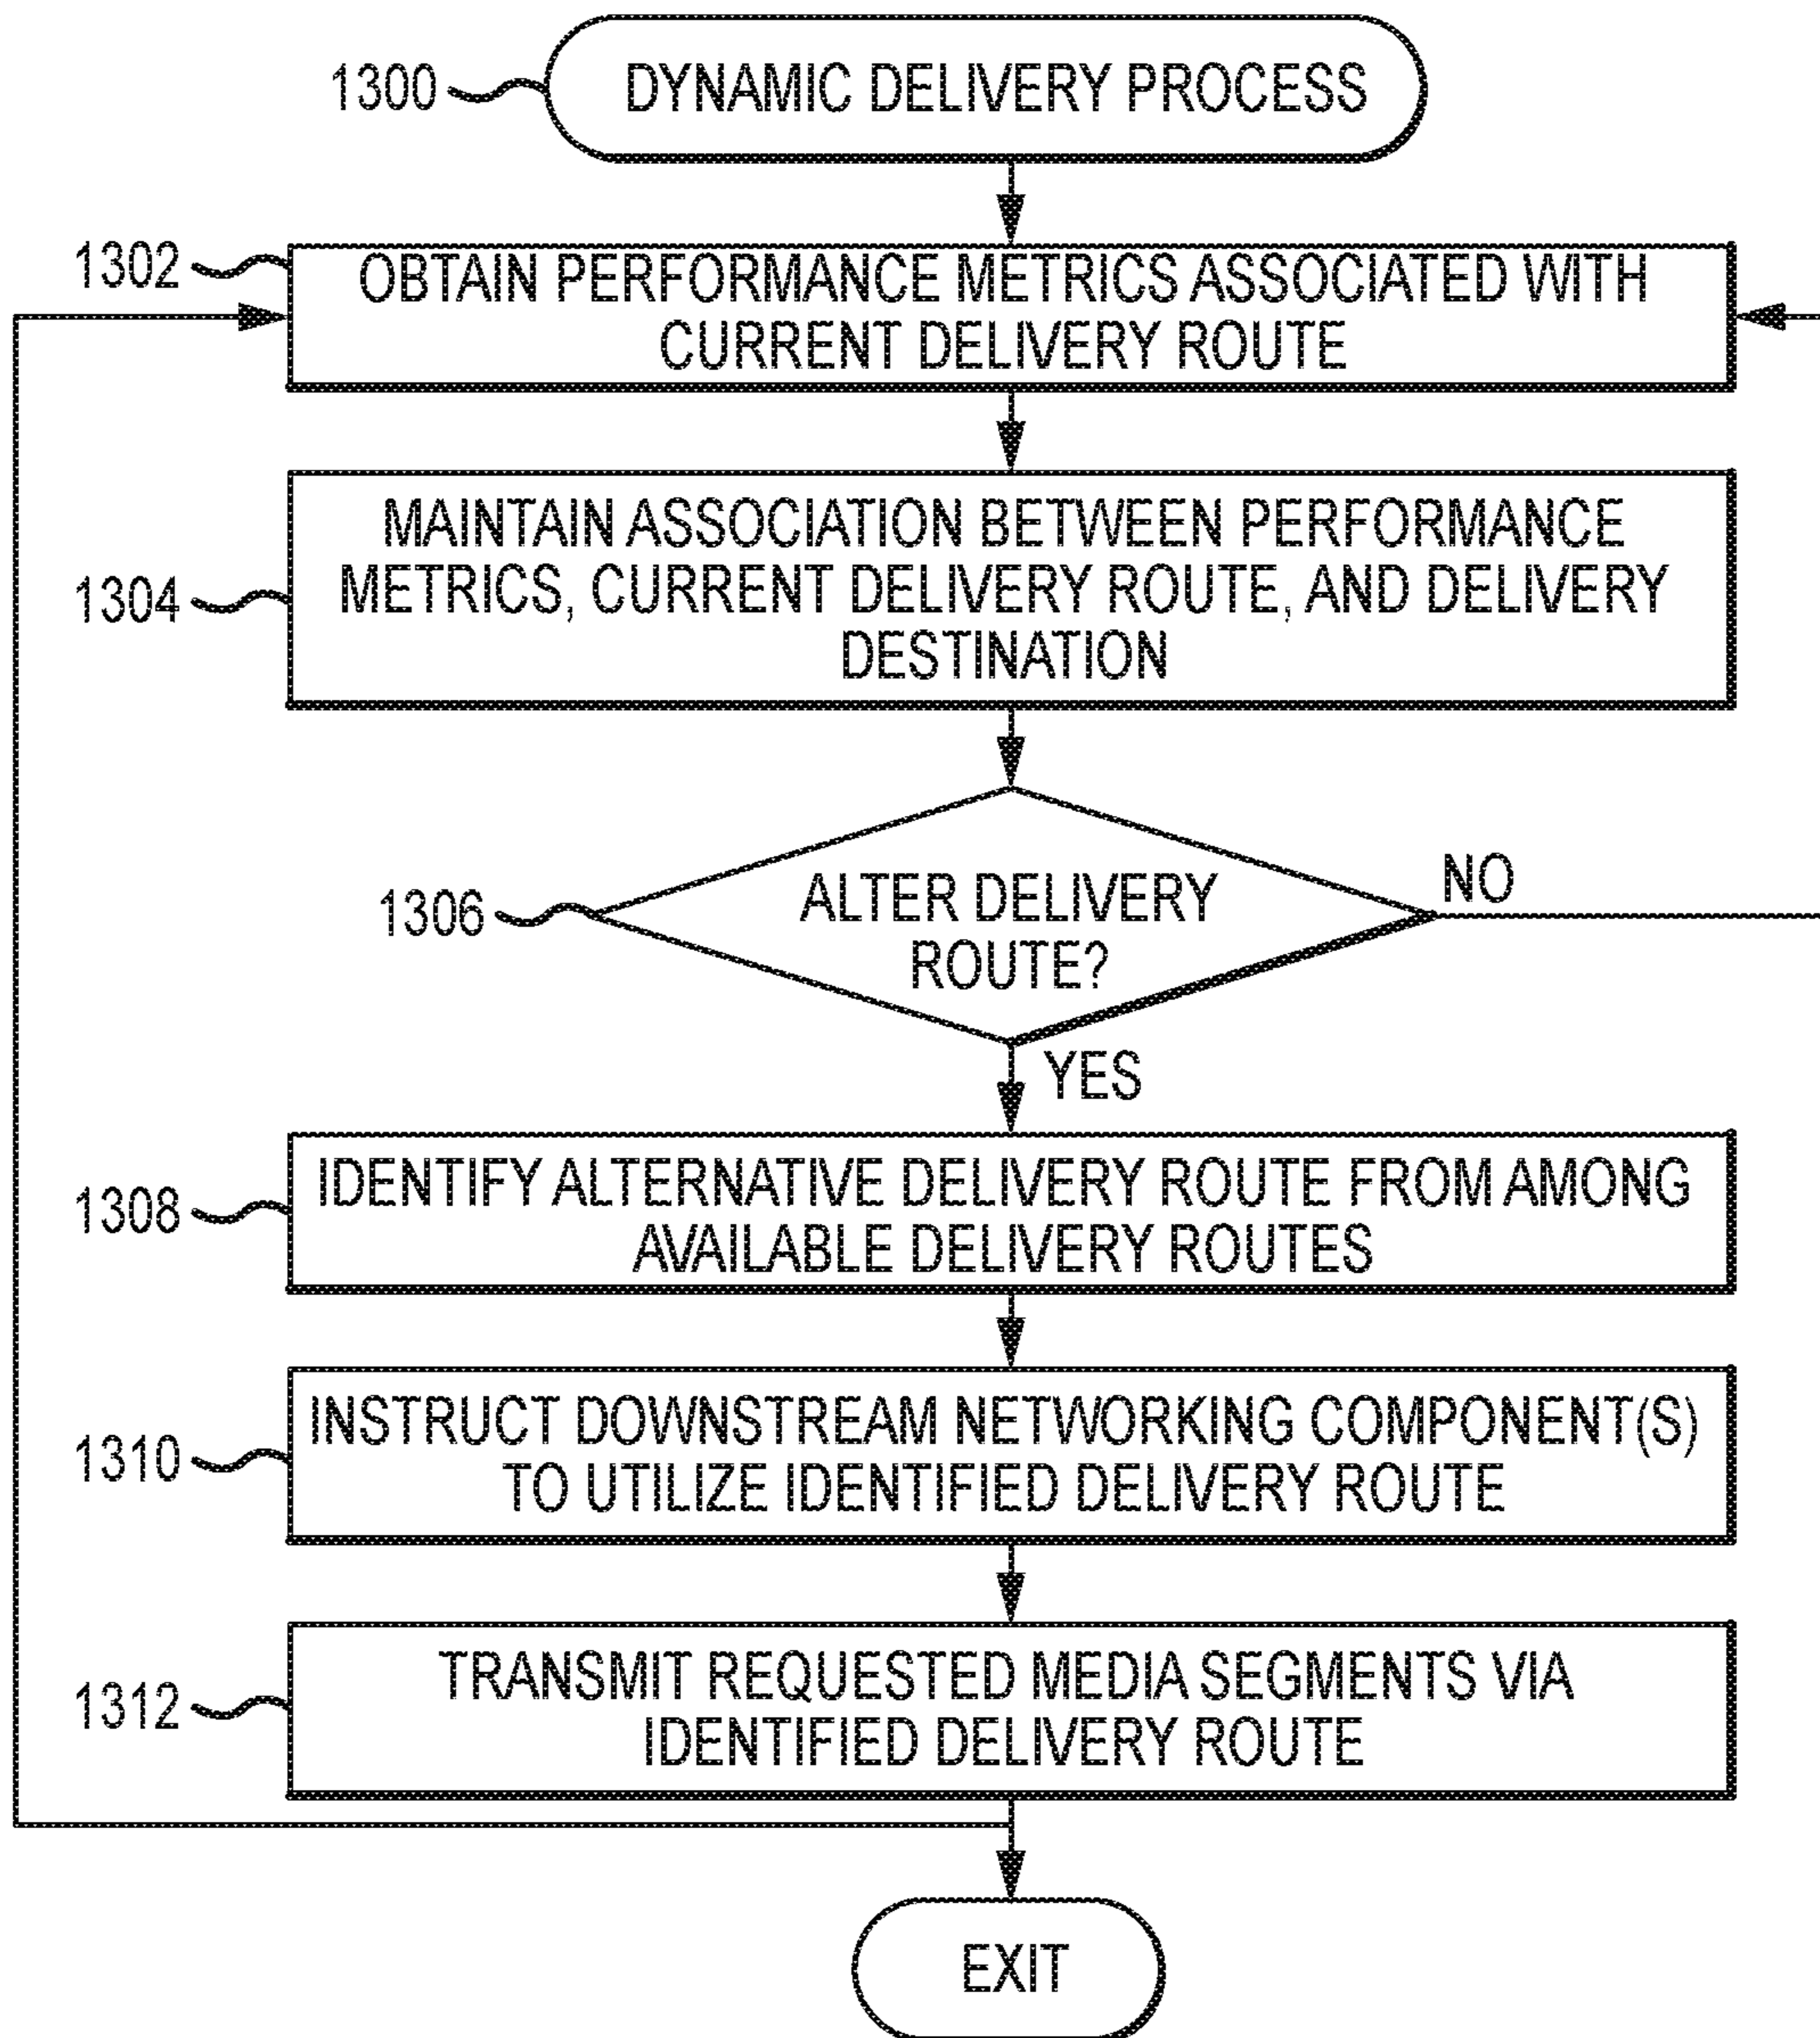 1300 DYNAMIC DELIVERY PROCESS
1302 OBTAIN PERFORMANCE METRICS ASSOCIATED WITH
CURRENT DELIVERY ROUTE
MAINTAIN ASSOCIATION BETWEEN PERFORMANCE
1304 METRICS, CURRENT DELIVERY ROUTE, AND DELIVERY
DESTINATION
NO
1306 ALTER DELIVERY
ROUTE?
YES
IDENTIFY ALTERNATIVE DELIVERY ROUTE FROM AMONG
1308
AVAILABLE DELIVERY ROUTES
INSTRUCT DOWNSTREAM NETWORKING COMPONENT(S)
1310
TO UTILIZE IDENTIFIED DELIVERY ROUTE
TRANSMIT REQUESTED MEDIA SEGMENTS VIA
1312
IDENTIFIED DELIVERY ROUTE
EXIT